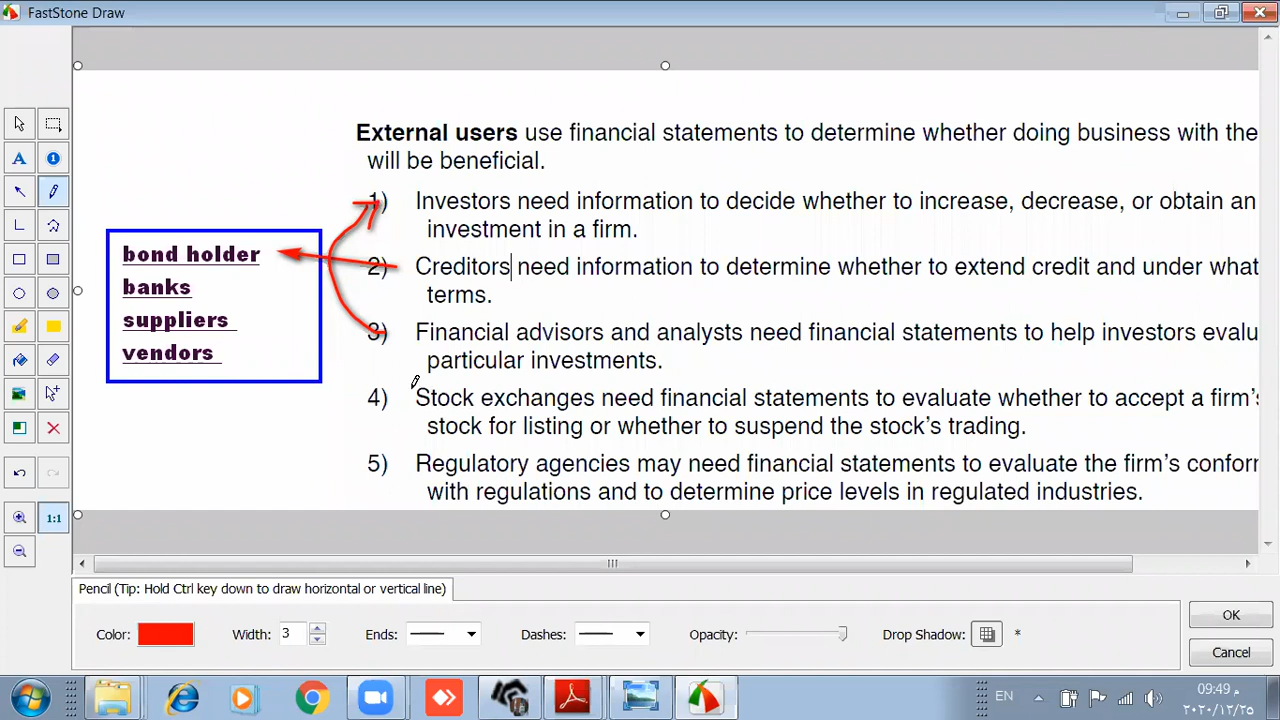 FastStone Draw
External users use financial statements to determine whether doing business with the
will be beneficial.
1) Investors need information to decide whether to increase, decrease, or obtain an
investment in a firm.
bond holder
banks
suppliers
vendors
2) Creditors need information to determine whether to extend credit and under what
terms.
3) Financial advisors and analysts need financial statements to help investors evalu
particular investments.
4) Stock exchanges need financial statements to evaluate whether to accept a firm's
stock for listing or whether to suspend the stock's trading.
5) Regulatory agencies may need financial statements to evaluate the firm's confor
with regulations and to determine price levels in regulated industries.
1:1
Pencil (Tip: Hold Ctrl key down to draw horizontal or vertical line)
Color: Width: 3 Ends: Dashes: Opacity: Drop Shadow: *
OK
Cancel
EN
09:49 م
٢٠٢٠/١٢/٢٥